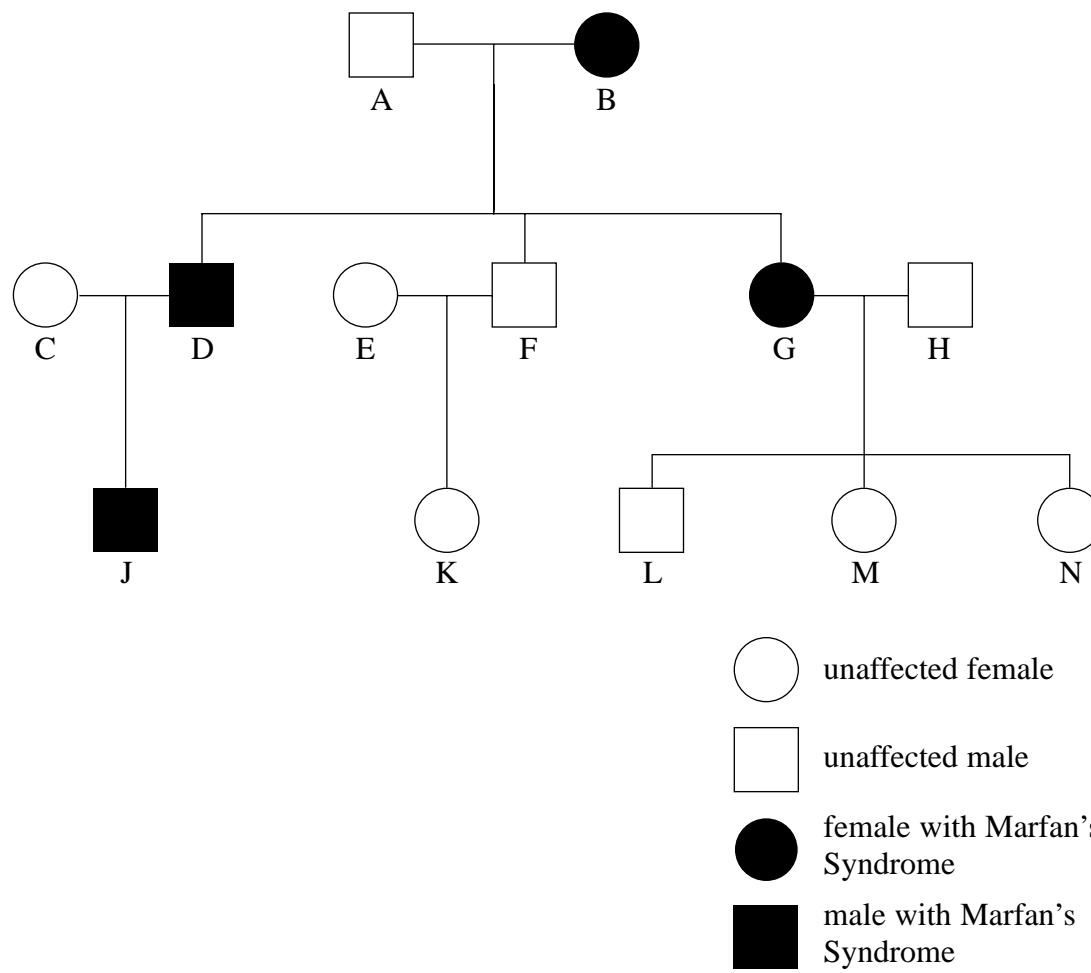 A B
C D E F G H
J K L M N
unaffected female
unaffected male
female with Marfan's
Syndrome
male with Marfan's
Syndrome